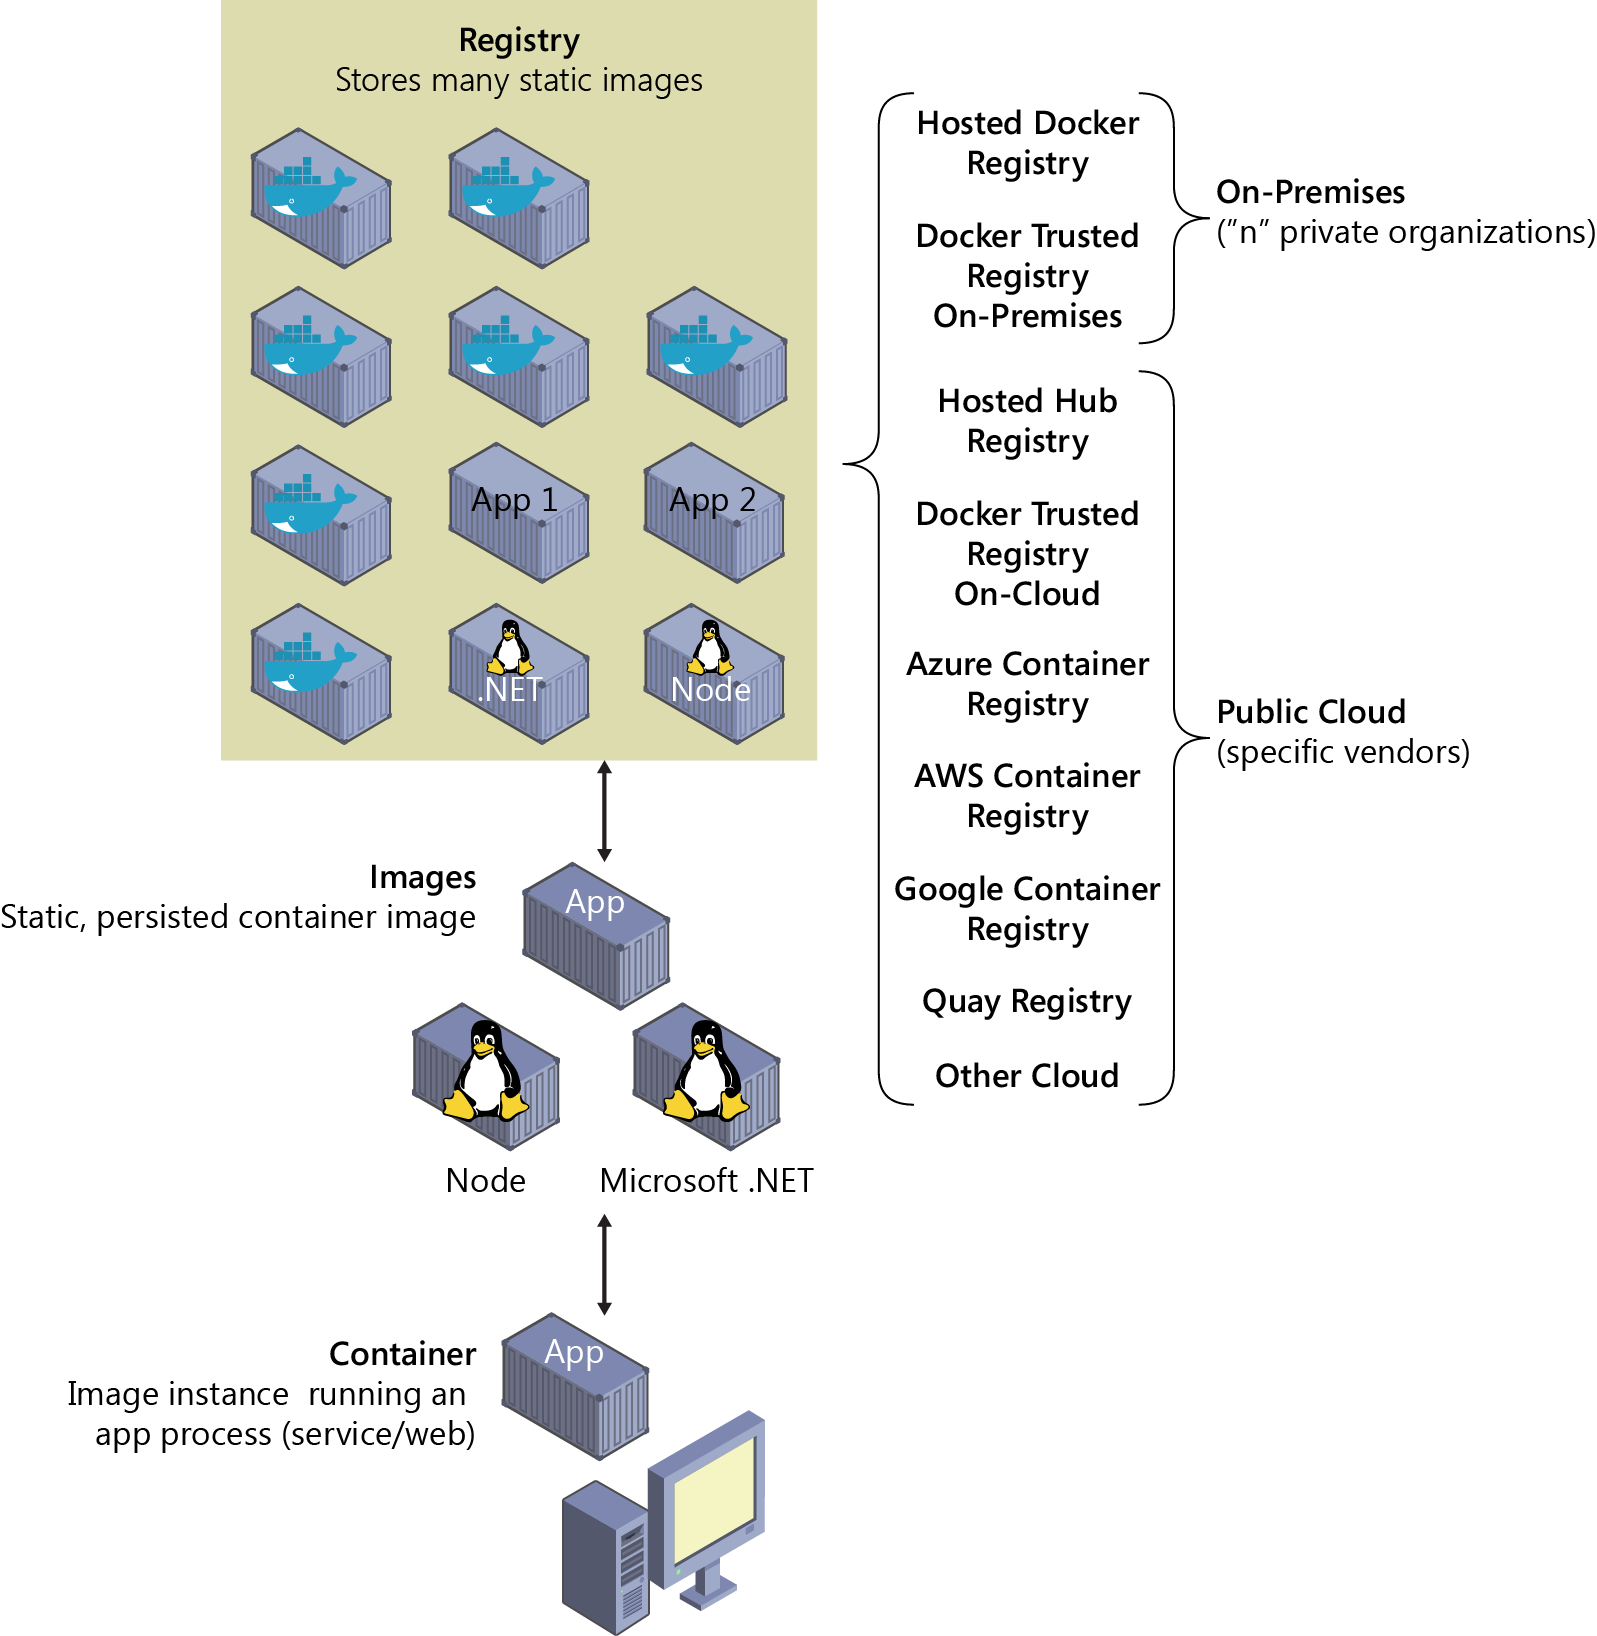 Registry
Stores many static images
App 1
App 2
.NET
Node
Hosted Docker
Registry
Docker Trusted
Registry
On-Premises
On-Premises
(”n” private organizations)
Hosted Hub
Registry
Docker Trusted
Registry
On-Cloud
Azure Container
Registry
AWS Container
Registry
Google Container
Registry
Quay Registry
Other Cloud
Public Cloud
(specific vendors)
Images
Static, persisted container image
App
Node
Microsoft .NET
Container
Image instance  running an
app process (service/web)
App